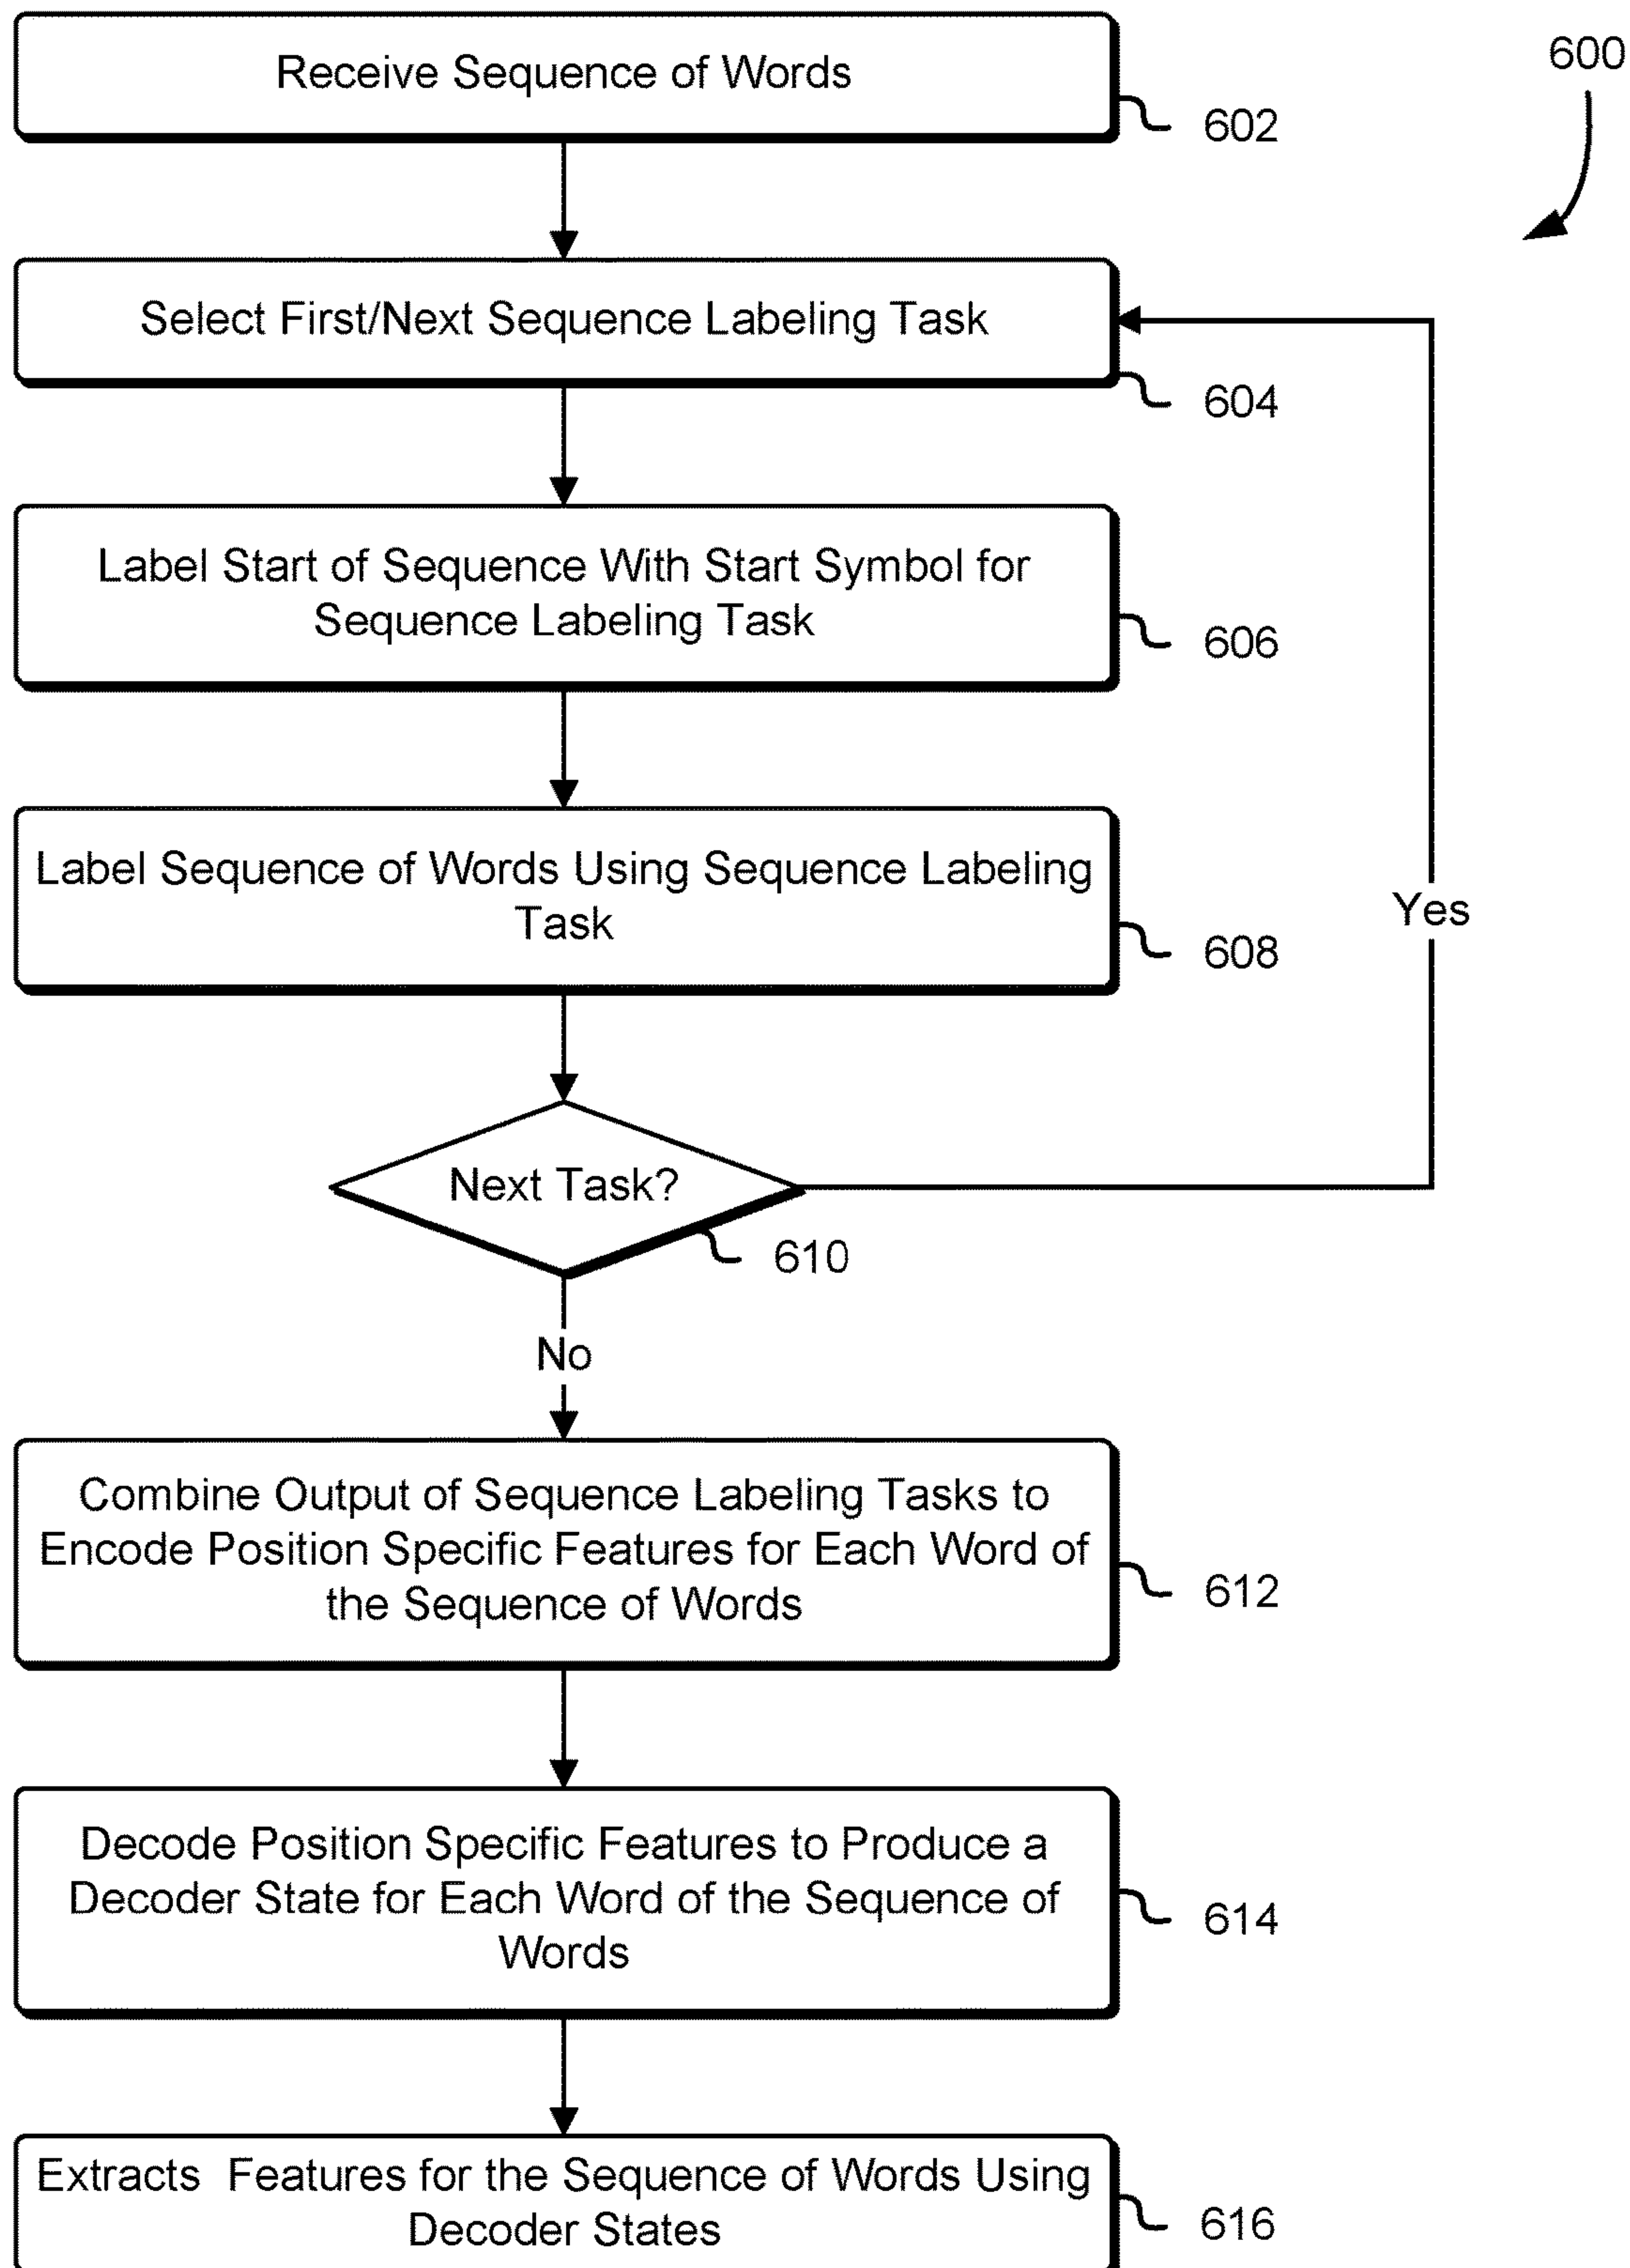 Receive Sequence of Words
600
602
Select First/Next Sequence Labeling Task
604
Label Start of Sequence With Start Symbol for
Sequence Labeling Task
606
Label Sequence of Words Using Sequence Labeling
Task
608
Yes
Next Task?
610
No
Combine Output of Sequence Labeling Tasks to
Encode Position Specific Features for Each Word of
the Sequence of Words
612
Decode Position Specific Features to Produce a
Decoder State for Each Word of the Sequence of
Words
614
Extracts  Features for the Sequence of Words Using
Decoder States
616